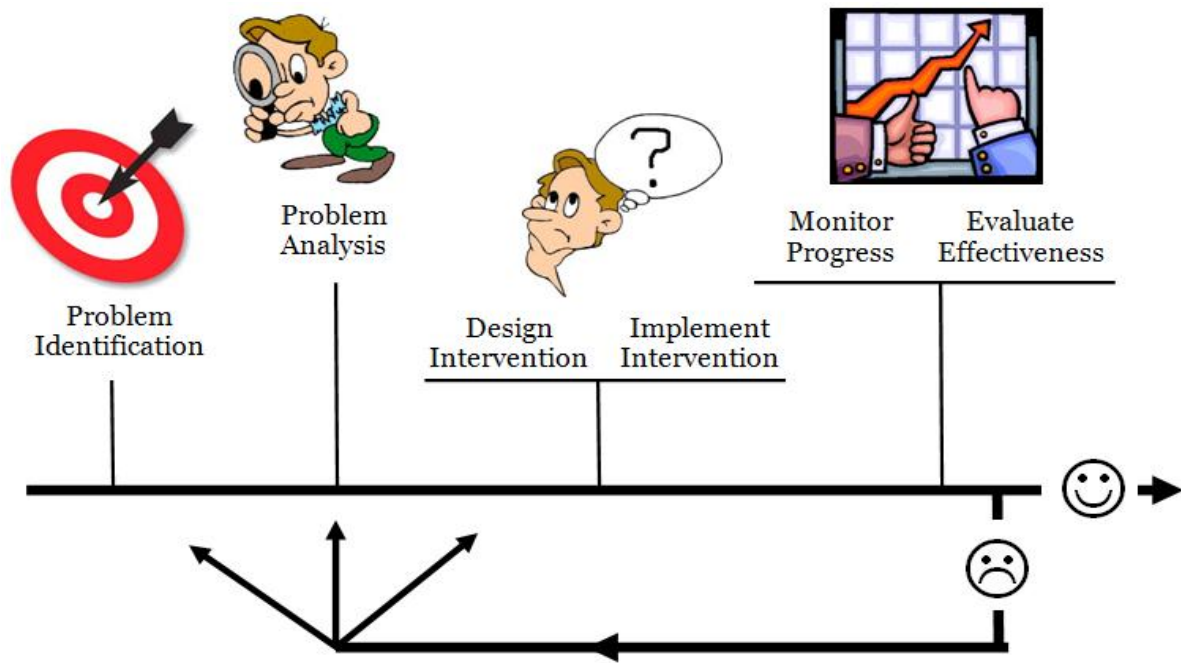 Problem
Identification
Problem
Analysis
?
Design
Intervention
Implement
Intervention
Monitor
Progress
Evaluate
Effectiveness